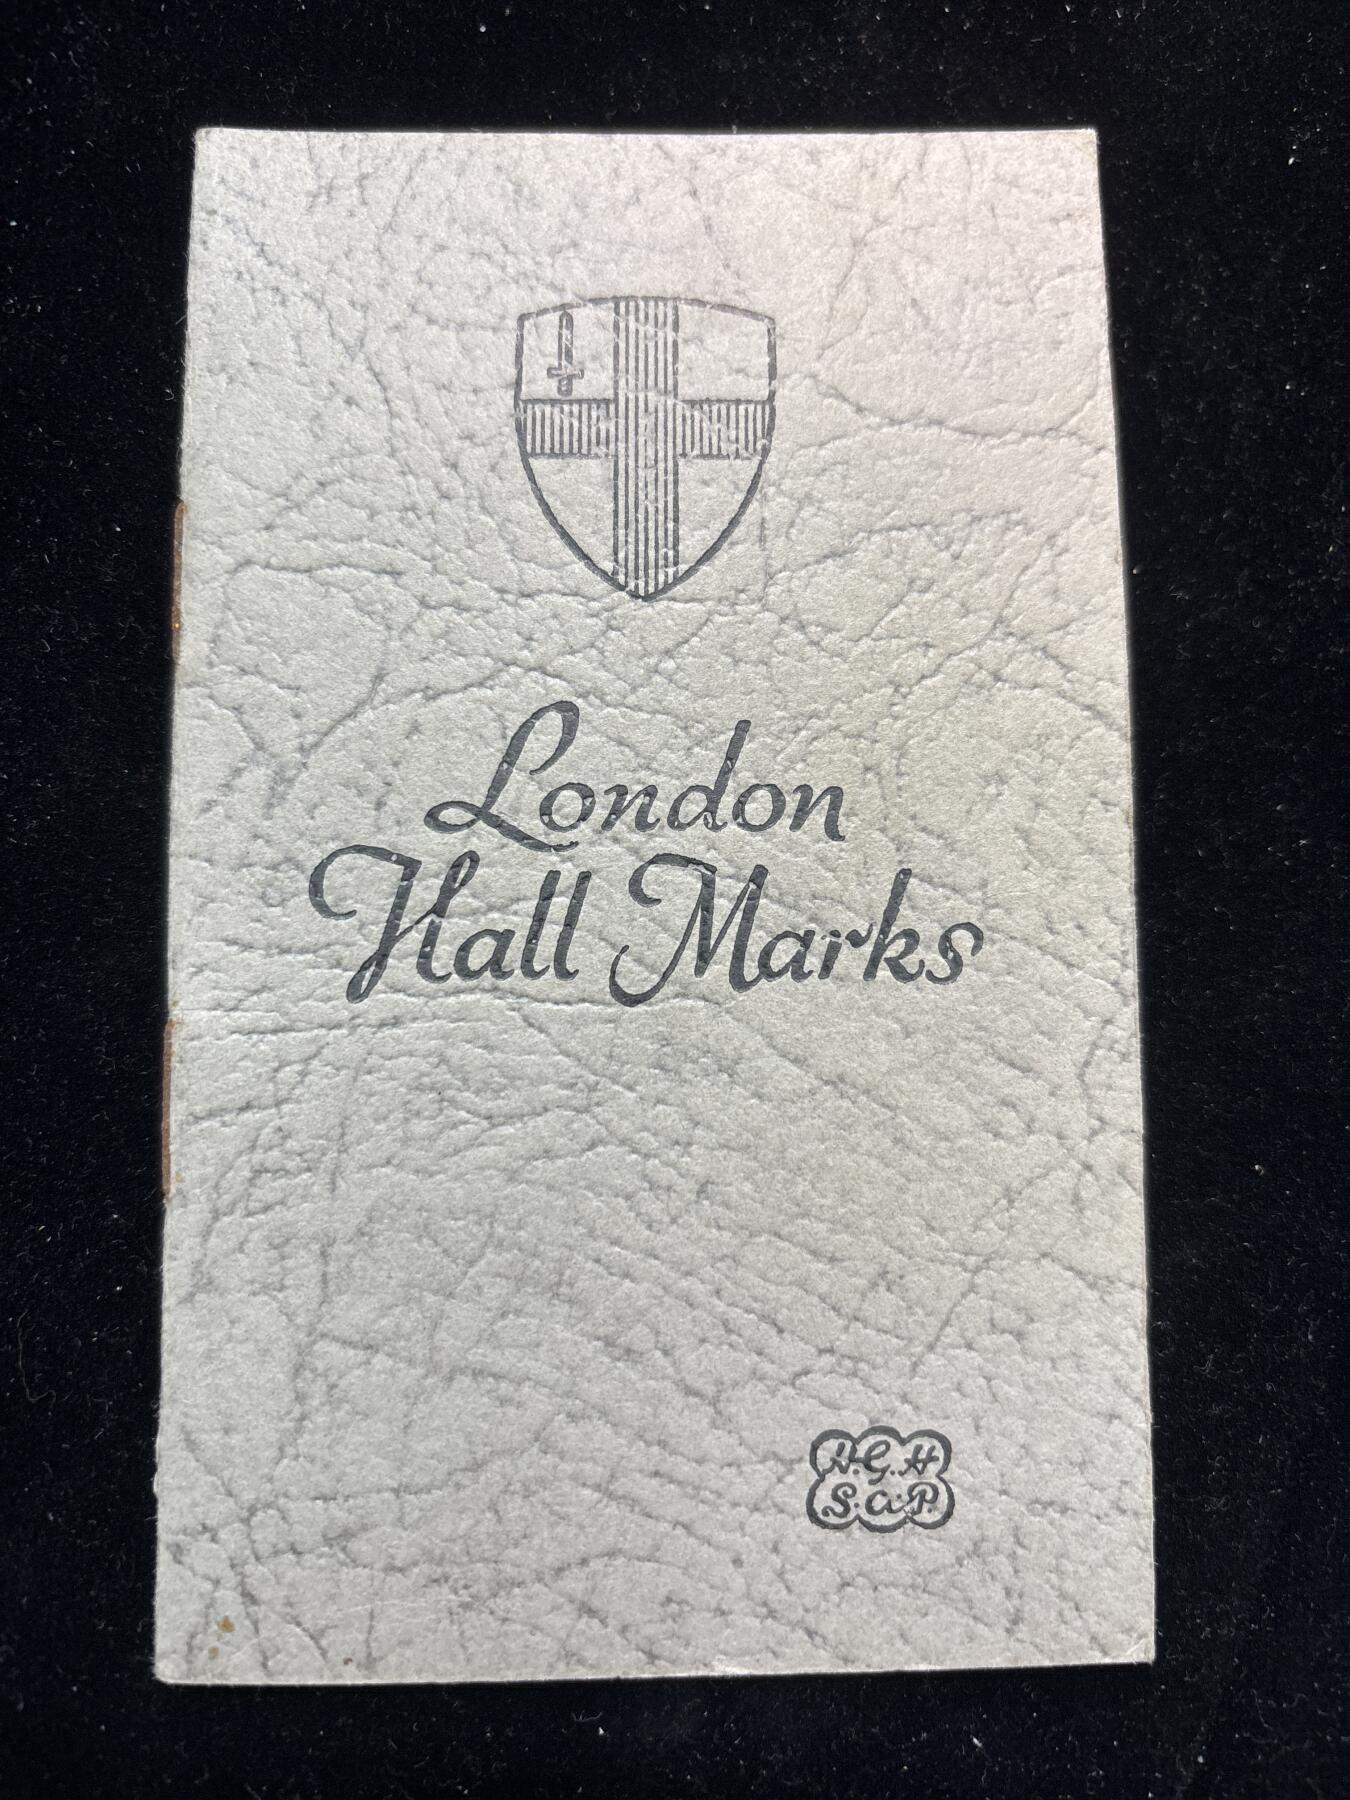 London
Hall Marks
H.G.H
S.C.P.